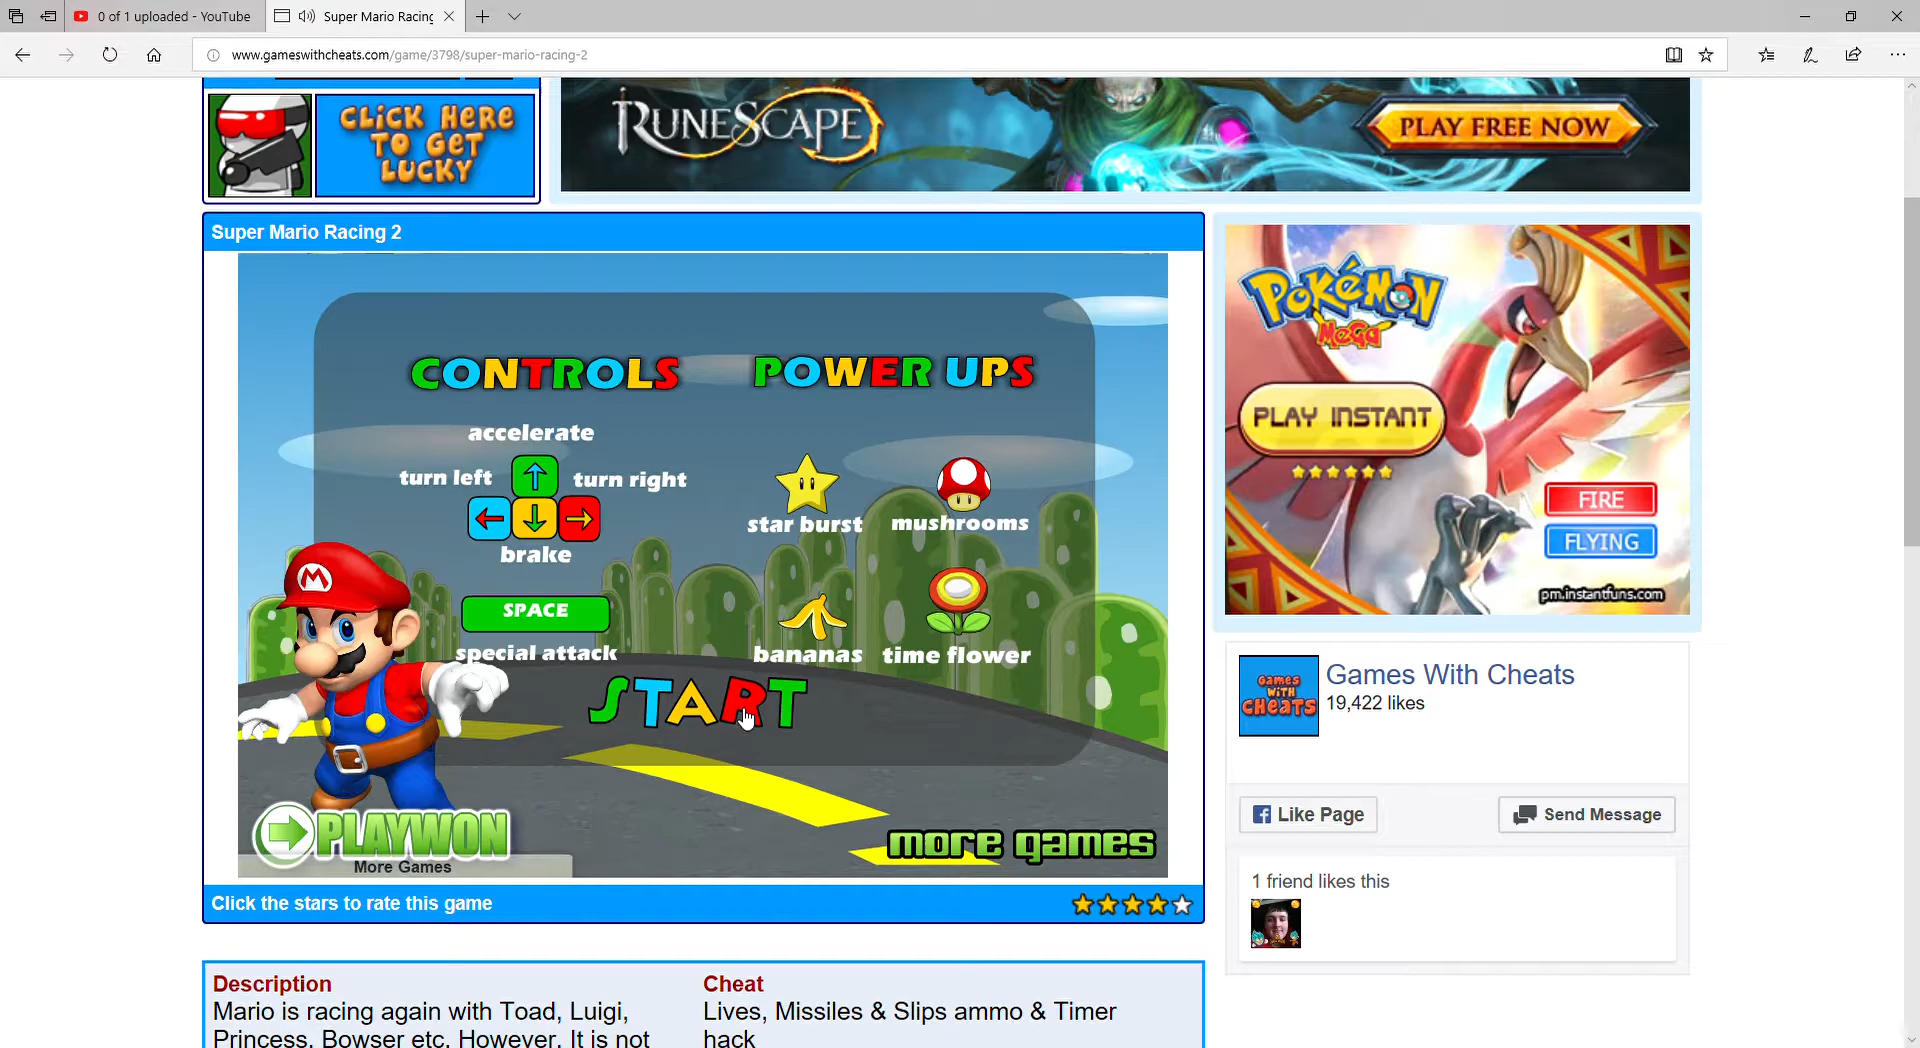 0 of 1 uploaded - YouTube
Super Mario Racing
www.gameswithcheats.com/game/3798/super-mario-racing-2
CLICK HERE
TO GET
LUCKY
RUNESCAPE
PLAY FREE NOW
Super Mario Racing 2
CONTROLS
POWER UPS
accelerate
turn left
turn right
brake
SPACE
special attack
star burst
mushrooms
bananas
time flower
START
M
PLAYWON
More Games
more games
Click the stars to rate this game
POKéMON
MeGa
PLAY INSTANT
FIRE
FLYING
pm.instantfuns.com
GAMES
WITH
CHEATS
Games With Cheats
19,422 likes
Like Page
Send Message
1 friend likes this
Description
Mario is racing again with Toad, Luigi,
Princess, Bowser etc. However, It is not
Cheat
Lives, Missiles & Slips ammo & Timer
hack